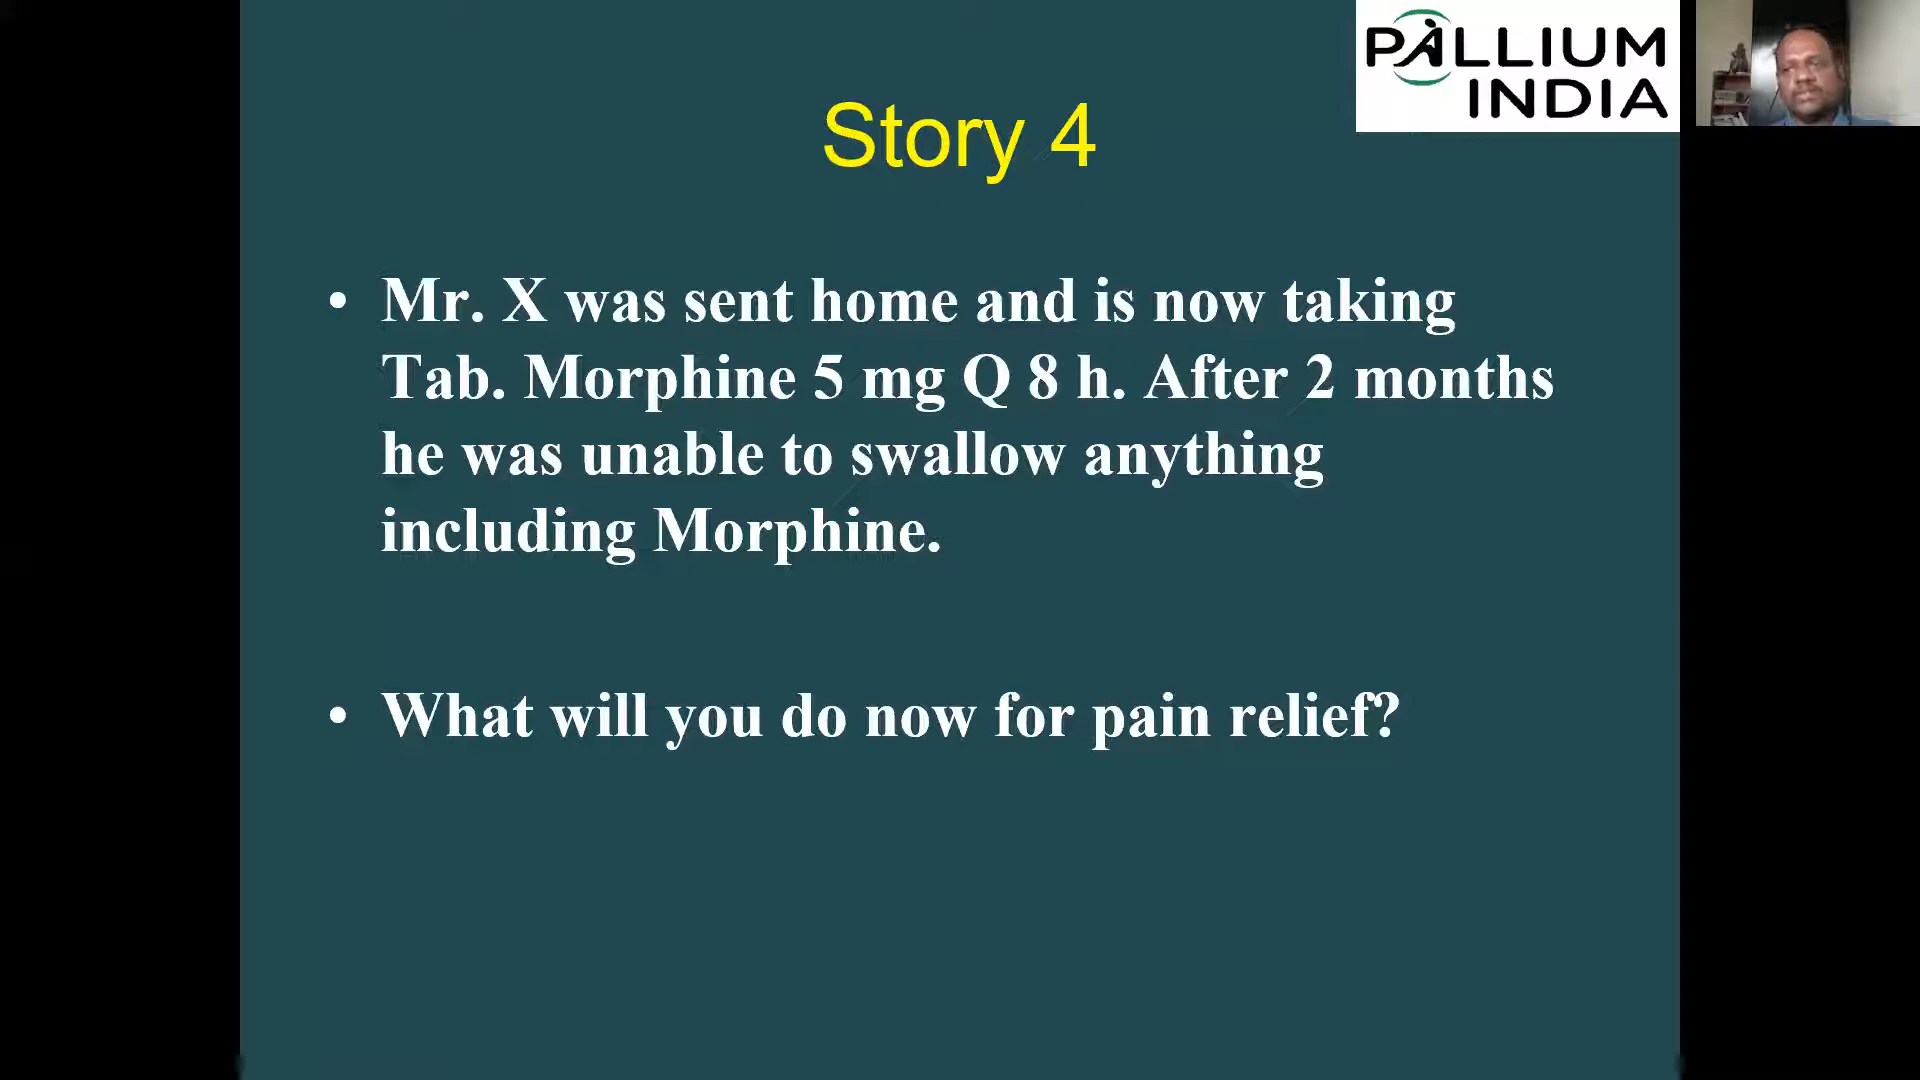 PALLIUM
INDIA
Story 4
• Mr. X was sent home and is now taking
Tab. Morphine 5 mg Q 8 h. After 2 months
he was unable to swallow anything
including Morphine.
• What will you do now for pain relief?